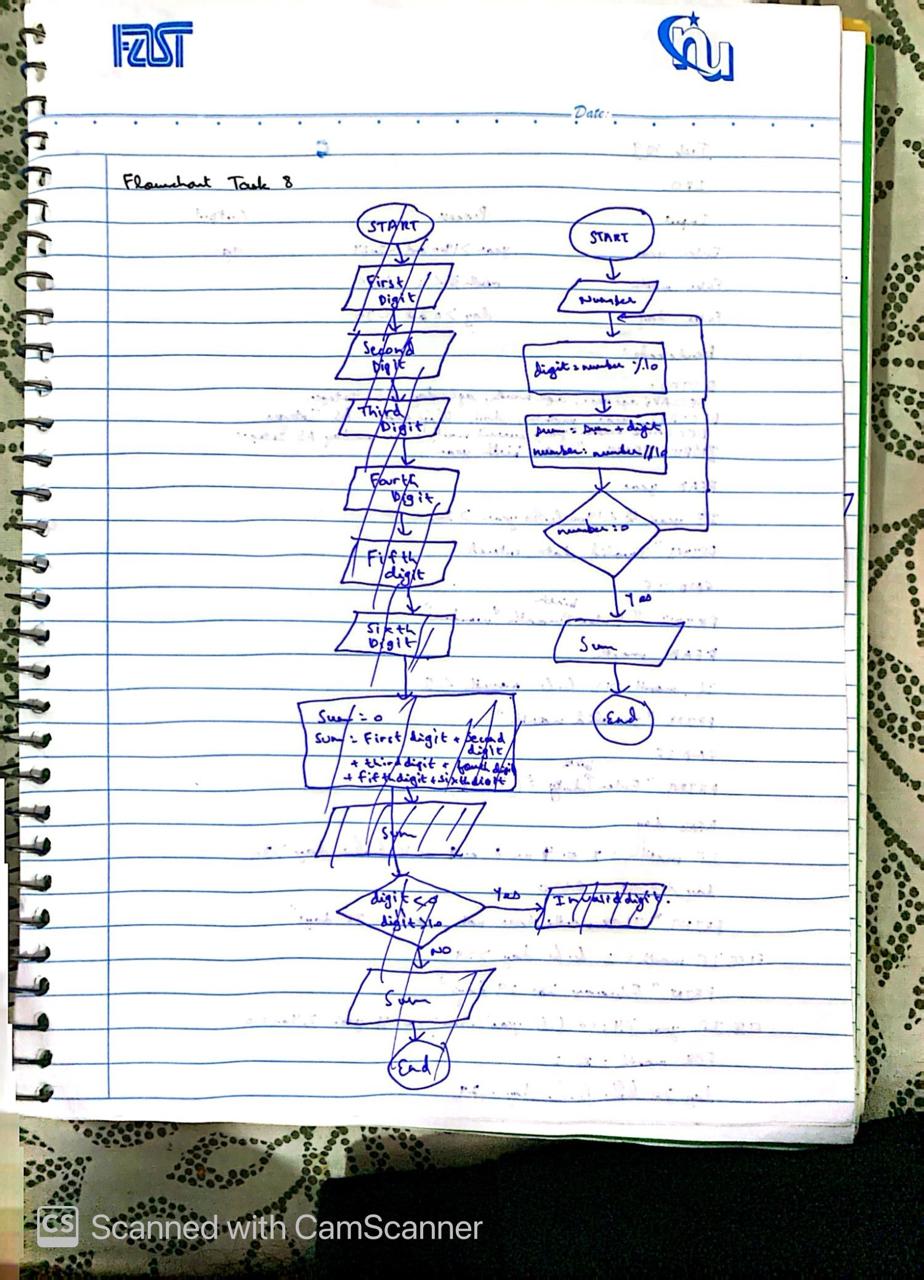 FAST
nu
Date:
Flowchart Task 8
START
First
Digit
Second
Digit
Third
Digit
Fourth
Digit
Fifth
digit
Sixth
Digit
Sum = 0
sum = First digit + Second
digit
+ third digit + fourth digit
+ fifth digit + sixth digit
Sum
digit <
digit >10
Yes
Invalid digit.
NO
Sum
End
START
Number
digit = number % 10
sum = sum + digit
number = number // 10
number = 0
Yes
Sum
End
CS Scanned with CamScanner